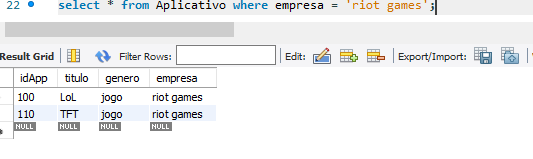 22 select * from Aplicativo where empresa = 'riot games';
Result Grid Filter Rows: Edit: Export/Import:
idApp titulo genero empresa
100 LoL jogo riot games
110 TFT jogo riot games
NULL NULL NULL NULL